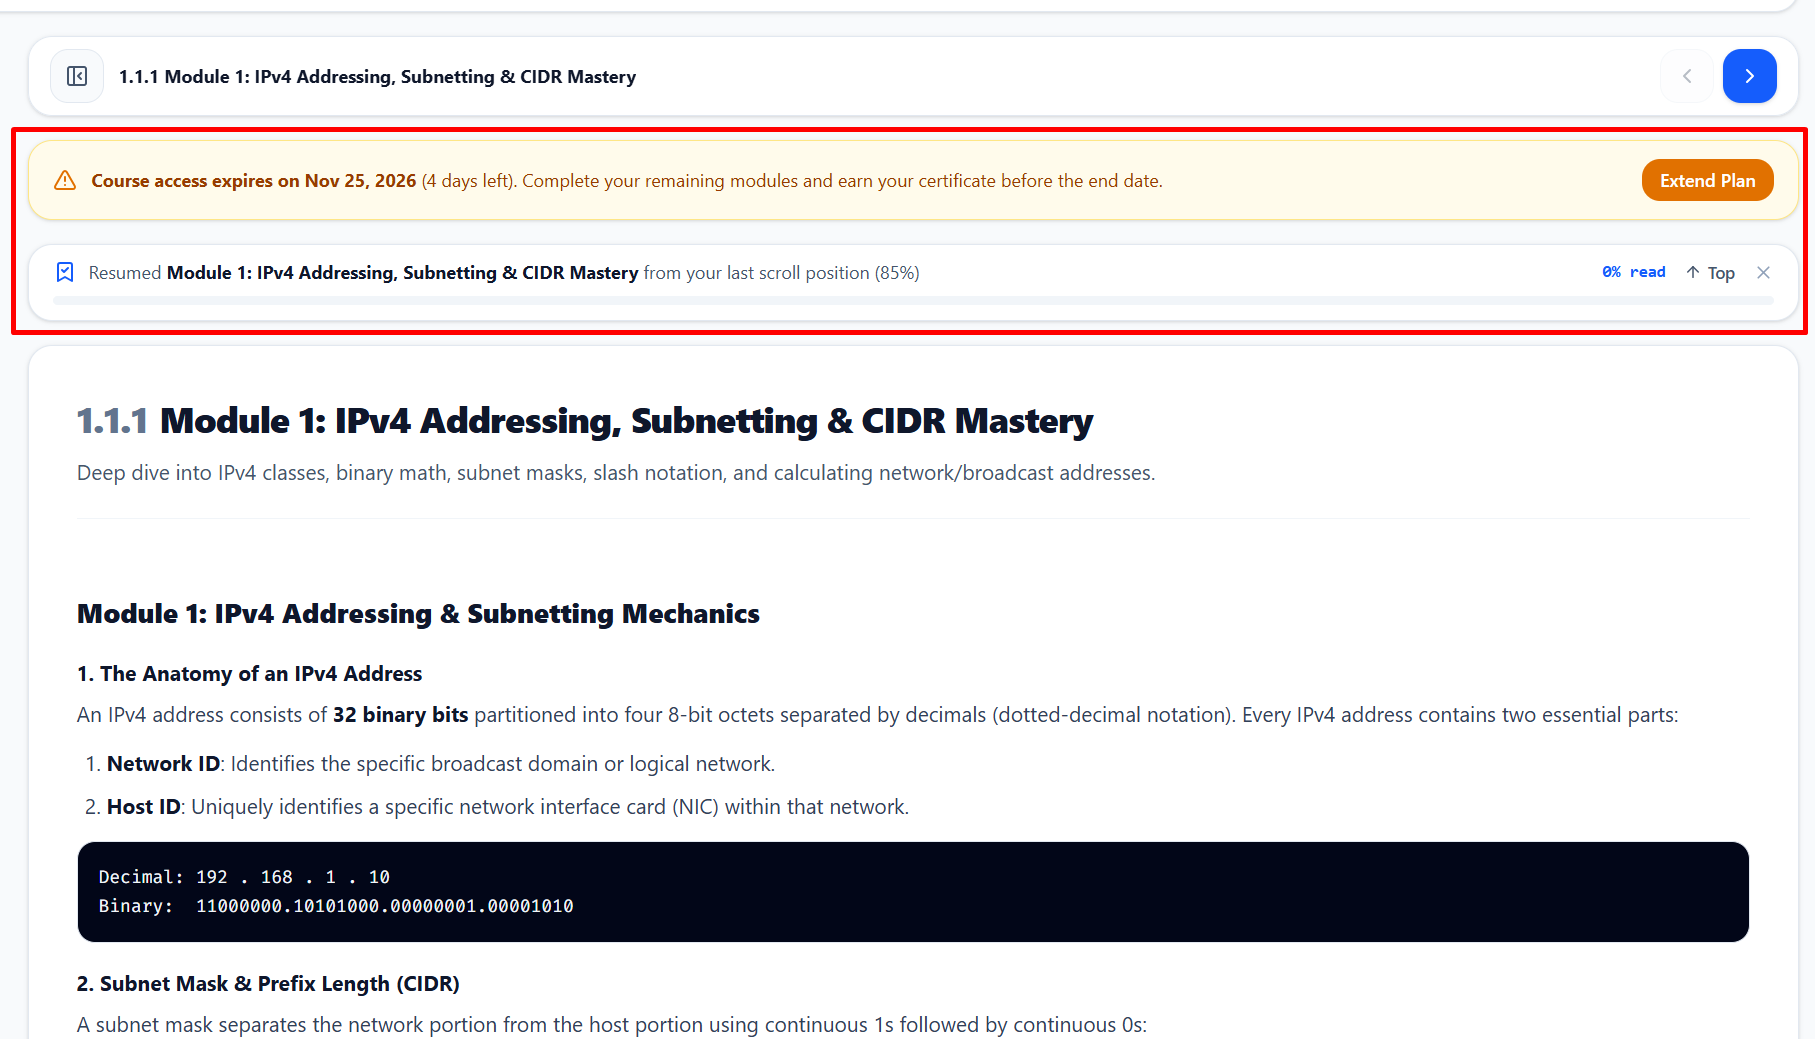 1.1.1 Module 1: IPv4 Addressing, Subnetting & CIDR Mastery
Course access expires on Nov 25, 2026 (4 days left). Complete your remaining modules and earn your certificate before the end date.
Extend Plan
Resumed Module 1: IPv4 Addressing, Subnetting & CIDR Mastery from your last scroll position (85%)
0% read
Top
1.1.1 Module 1: IPv4 Addressing, Subnetting & CIDR Mastery
Deep dive into IPv4 classes, binary math, subnet masks, slash notation, and calculating network/broadcast addresses.
Module 1: IPv4 Addressing & Subnetting Mechanics
1. The Anatomy of an IPv4 Address
An IPv4 address consists of 32 binary bits partitioned into four 8-bit octets separated by decimals (dotted-decimal notation). Every IPv4 address contains two essential parts:
1. Network ID: Identifies the specific broadcast domain or logical network.
2. Host ID: Uniquely identifies a specific network interface card (NIC) within that network.
Decimal: 192 . 168 . 1 . 10
Binary:  11000000.10101000.00000001.00001010
2. Subnet Mask & Prefix Length (CIDR)
A subnet mask separates the network portion from the host portion using continuous 1s followed by continuous 0s: